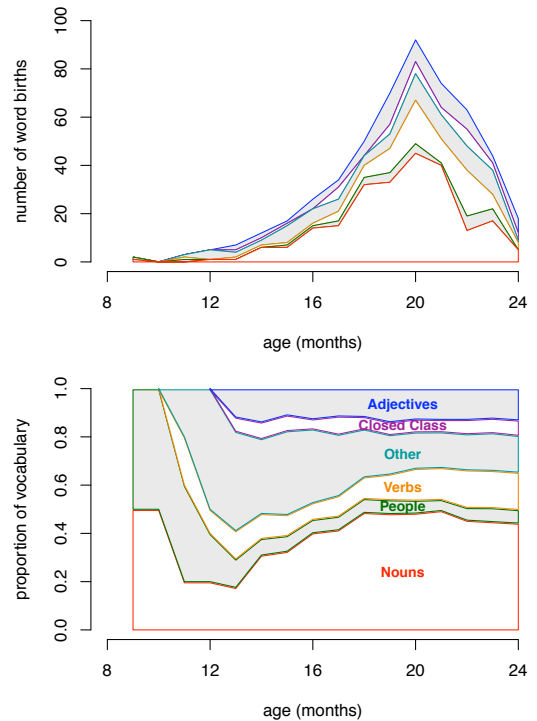 number of word births
0
20
40
60
80
100
8
12
16
20
24
age (months)
proportion of vocabulary
0.0
0.2
0.4
0.6
0.8
1.0
Adjectives
Closed Class
Other
Verbs
People
Nouns
8
12
16
20
24
age (months)